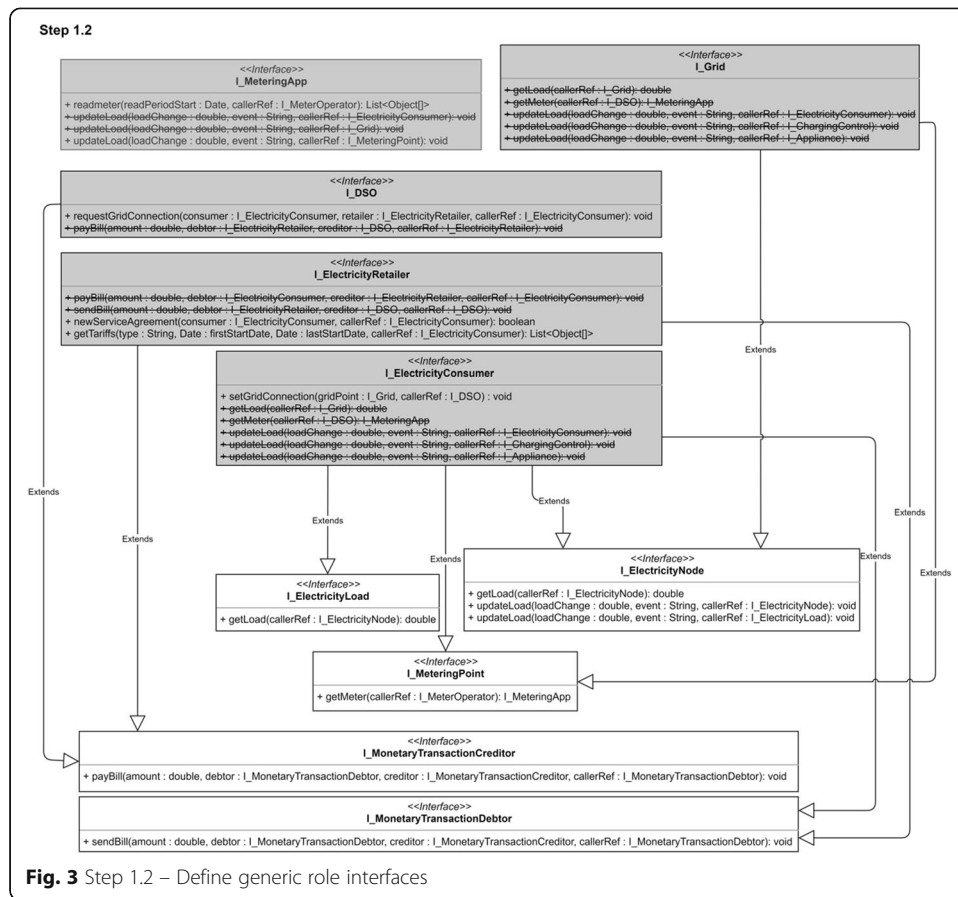 Step 1.2
<<Interface>>
I_MeteringApp
+ readmeter(readPeriodStart : Date, callerRef : I_MeterOperator): List<Object[]>
+ updateLoad(loadChange : double, event : String, callerRef : I_ElectricityConsumer): void
+ updateLoad(loadChange : double, event : String, callerRef : I_Grid): void
+ updateLoad(loadChange : double, event : String, callerRef : I_MeteringPoint): void
<<Interface>>
I_Grid
+ getLoad(callerRef : I_Grid): double
+ getMeter(callerRef : I_DSO): I_MeteringApp
+ updateLoad(loadChange : double, event : String, callerRef : I_ElectricityConsumer): void
+ updateLoad(loadChange : double, event : String, callerRef : I_ChargingControl): void
+ updateLoad(loadChange : double, event : String, callerRef : I_Appliance): void
<<Interface>>
I_DSO
+ requestGridConnection(consumer : I_ElectricityConsumer, retailer : I_ElectricityRetailer, callerRef : I_ElectricityConsumer): void
+ payBill(amount : double, debtor : I_ElectricityRetailer, creditor : I_DSO, callerRef : I_ElectricityRetailer): void
<<Interface>>
I_ElectricityRetailer
+ payBill(amount : double, debtor : I_ElectricityConsumer, creditor : I_ElectricityRetailer, callerRef : I_ElectricityConsumer): void
+ sendBill(amount : double, debtor : I_ElectricityRetailer, creditor : I_DSO, callRef : I_DSO): void
+ newServiceAgreement(consumer : I_ElectricityConsumer, callerRef : I_ElectricityConsumer): boolean
+ getTariffs(type : String, Date : firstStartDate, Date : lastStartDate, callerRef : I_ElectricityConsumer): List<Object[]>
<<Interface>>
I_ElectricityConsumer
+ setGridConnection(gridPoint : I_Grid, callerRef : I_DSO) : void
+ getLoad(callerRef : I_Grid): double
+ getMeter(callerRef : I_DSO): I_MeteringApp
+ updateLoad(loadChange : double, event : String, callerRef : I_ElectricityConsumer): void
+ updateLoad(loadChange : double, event : String, callerRef : I_ChargingControl): void
+ updateLoad(loadChange : double, event : String, callerRef : I_Appliance): void
Extends
Extends
Extends
Extends
Extends
Extends
Extends
Extends
Extends
<<Interface>>
I_ElectricityLoad
+ getLoad(callerRef : I_ElectricityNode): double
<<Interface>>
I_ElectricityNode
+ getLoad(callerRef : I_ElectricityNode): double
+ updateLoad(loadChange : double, event : String, callerRef : I_ElectricityNode): void
+ updateLoad(loadChange : double, event : String, callerRef : I_ElectricityLoad): void
<<Interface>>
I_MeteringPoint
+ getMeter(callerRef : I_MeterOperator): I_MeteringApp
<<Interface>>
I_MonetaryTransactionCreditor
+ payBill(amount : double, debtor : I_MonetaryTransactionDebtor, creditor : I_MonetaryTransactionCreditor, callerRef : I_MonetaryTransactionDebtor): void
<<Interface>>
I_MonetaryTransactionDebtor
+ sendBill(amount : double, debtor : I_MonetaryTransactionDebtor, creditor : I_MonetaryTransactionCreditor, callRef : I_MonetaryTransactionDebtor): void
Fig. 3 Step 1.2 – Define generic role interfaces